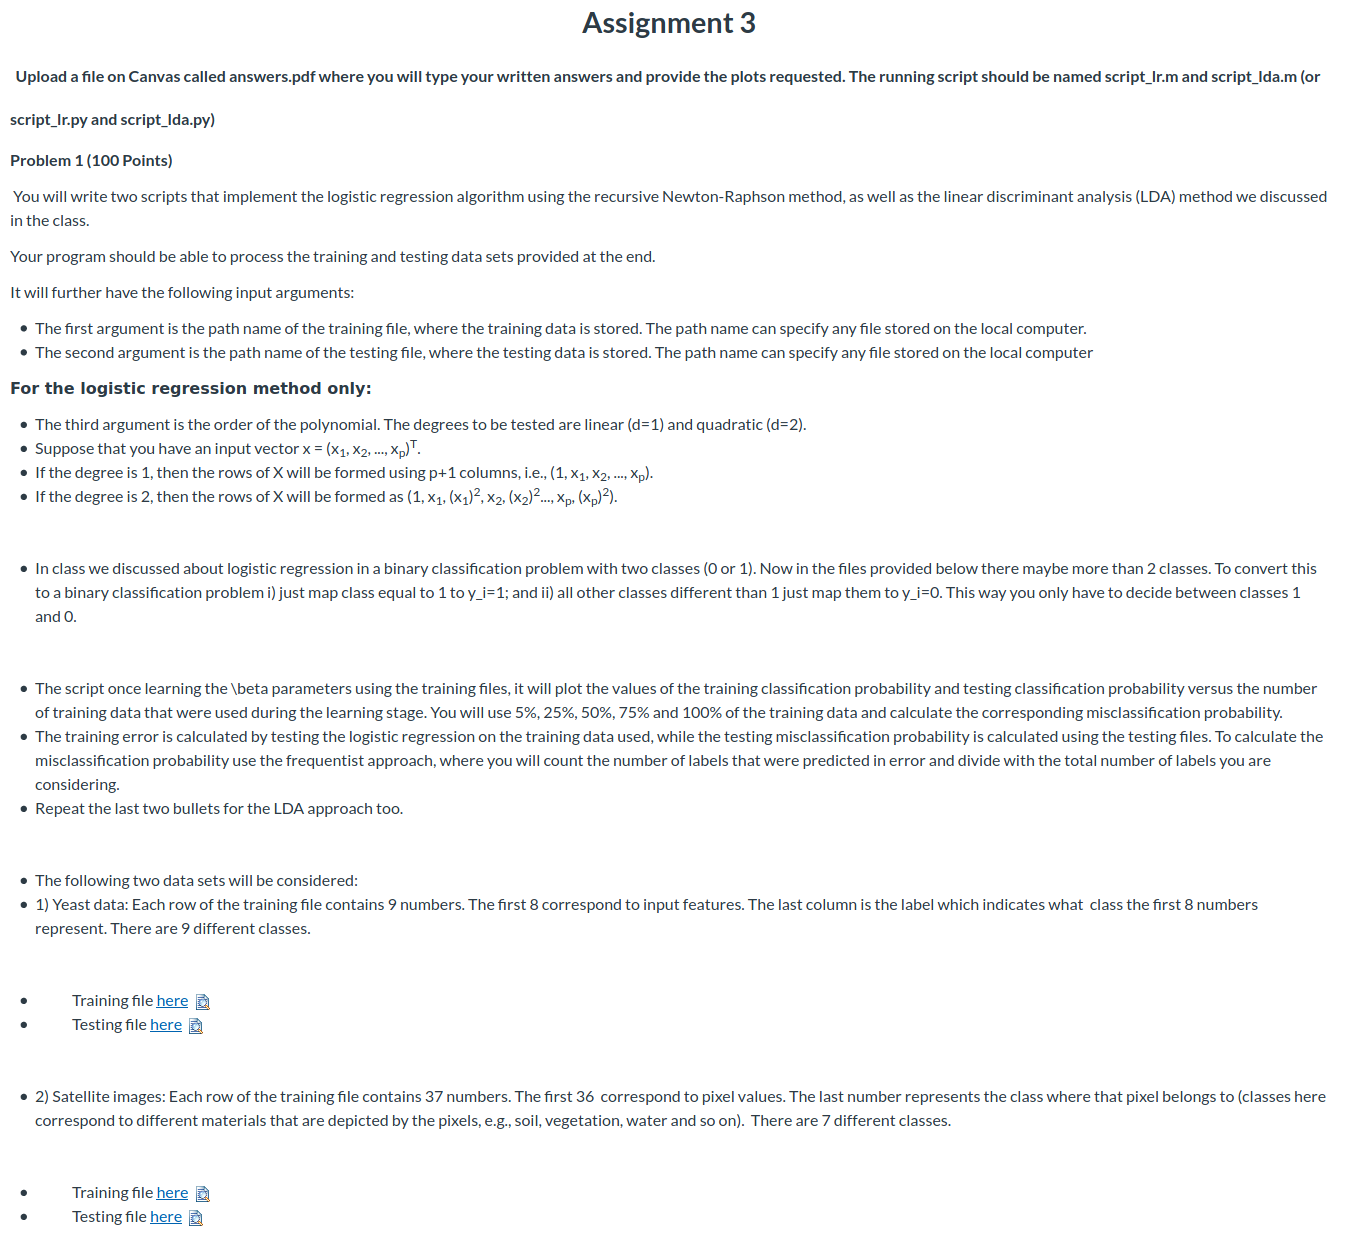 Assignment 3
Upload a file on Canvas called answers.pdf where you will type your written answers and provide the plots requested. The running script should be named script_lr.m and script_lda.m (or
script_lr.py and script_lda.py)
Problem 1 (100 Points)
You will write two scripts that implement the logistic regression algorithm using the recursive Newton-Raphson method, as well as the linear discriminant analysis (LDA) method we discussed
in the class.
Your program should be able to process the training and testing data sets provided at the end.
It will further have the following input arguments:
• The first argument is the path name of the training file, where the training data is stored. The path name can specify any file stored on the local computer.
• The second argument is the path name of the testing file, where the testing data is stored. The path name can specify any file stored on the local computer
For the logistic regression method only:
• The third argument is the order of the polynomial. The degrees to be tested are linear (d=1) and quadratic (d=2).
• Suppose that you have an input vector x = (x₁, x₂, ..., xₚ)ᵀ.
• If the degree is 1, then the rows of X will be formed using p+1 columns, i.e., (1, x₁, x₂, ..., xₚ).
• If the degree is 2, then the rows of X will be formed as (1, x₁, (x₁)², x₂, (x₂)²..., xₚ, (xₚ)²).
• In class we discussed about logistic regression in a binary classification problem with two classes (0 or 1). Now in the files provided below there maybe more than 2 classes. To convert this
to a binary classification problem i) just map class equal to 1 to y_i=1; and ii) all other classes different than 1 just map them to y_i=0. This way you only have to decide between classes 1
and 0.
• The script once learning the \beta parameters using the training files, it will plot the values of the training classification probability and testing classification probability versus the number
of training data that were used during the learning stage. You will use 5%, 25%, 50%, 75% and 100% of the training data and calculate the corresponding misclassification probability.
• The training error is calculated by testing the logistic regression on the training data used, while the testing misclassification probability is calculated using the testing files. To calculate the
misclassification probability use the frequentist approach, where you will count the number of labels that were predicted in error and divide with the total number of labels you are
considering.
• Repeat the last two bullets for the LDA approach too.
• The following two data sets will be considered:
• 1) Yeast data: Each row of the training file contains 9 numbers. The first 8 correspond to input features. The last column is the label which indicates what class the first 8 numbers
represent. There are 9 different classes.
• Training file here
• Testing file here
• 2) Satellite images: Each row of the training file contains 37 numbers. The first 36 correspond to pixel values. The last number represents the class where that pixel belongs to (classes here
correspond to different materials that are depicted by the pixels, e.g., soil, vegetation, water and so on). There are 7 different classes.
• Training file here
• Testing file here